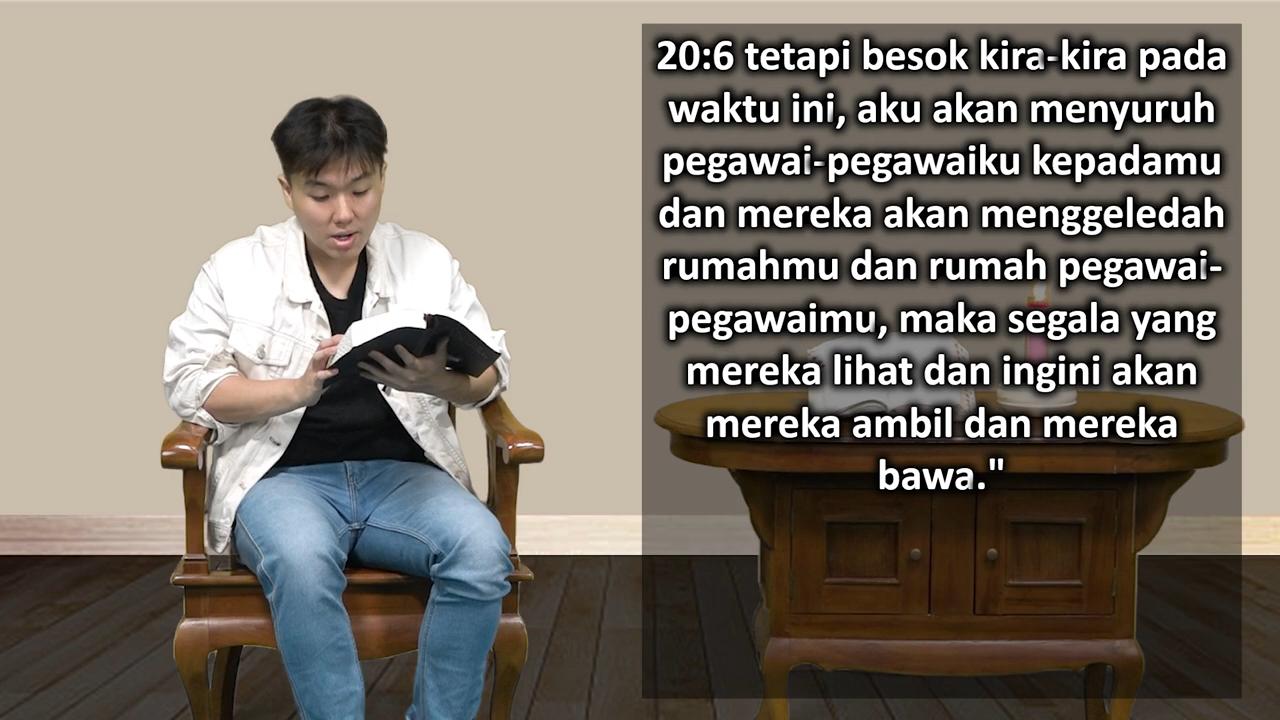 20:6 tetapi besok kira-kira pada
waktu ini, aku akan menyuruh
pegawai-pegawaiku kepadamu
dan mereka akan menggeledah
rumahmu dan rumah pegawai-
pegawaimu, maka segala yang
mereka lihat dan ingini akan
mereka ambil dan mereka
bawa."